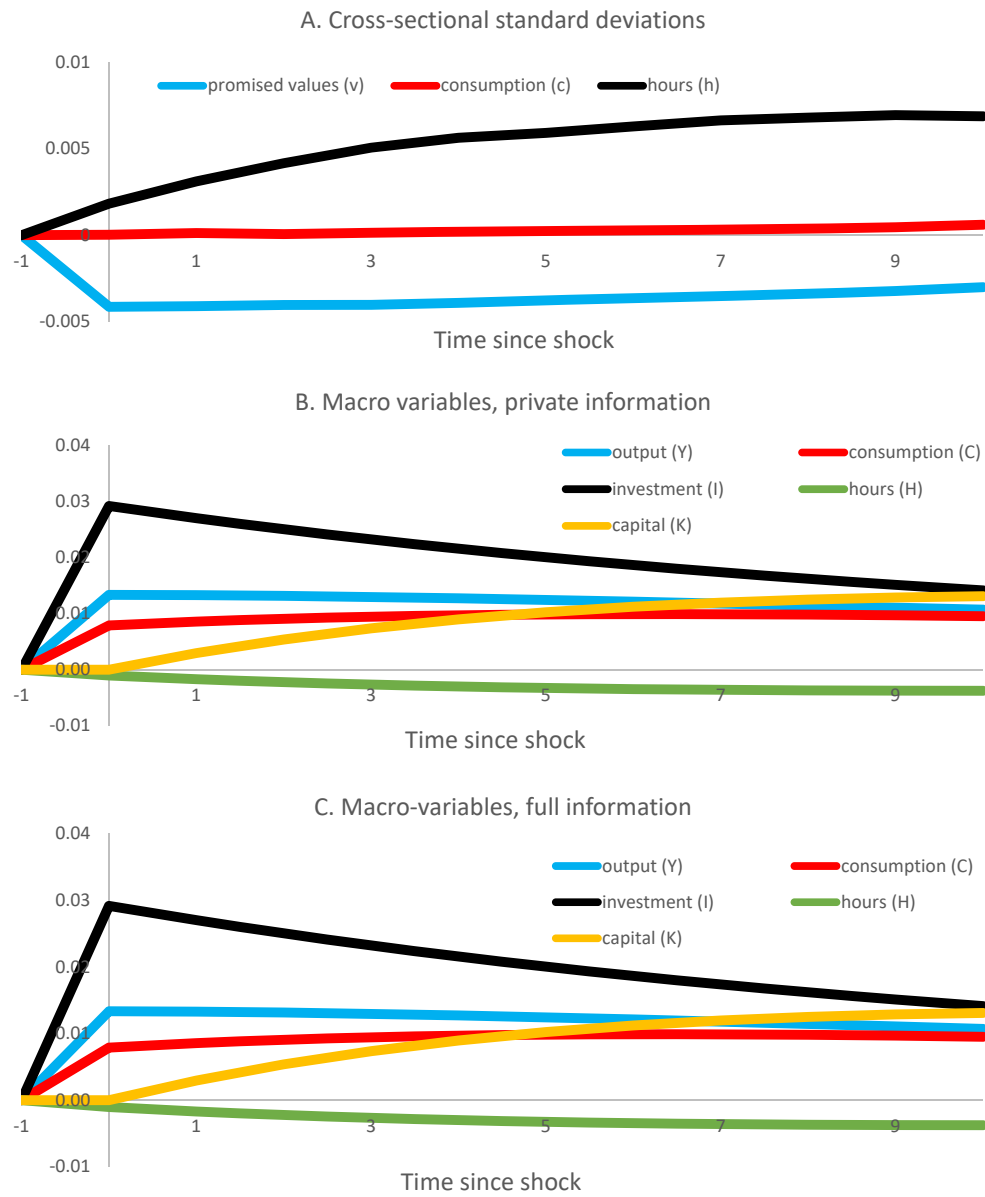 A. Cross-sectional standard deviations
0.01
promised values (v) consumption (c) hours (h)
0.005
0
-1 1 3 5 7 9
-0.005
Time since shock
B. Macro variables, private information
0.04
output (Y) consumption (C)
0.03
investment (I) hours (H)
capital (K)
0.02
0.01
0.00
-1 1 3 5 7 9
-0.01
Time since shock
C. Macro-variables, full information
0.04
output (Y) consumption (C)
0.03
investment (I) hours (H)
capital (K)
0.02
0.01
0.00
-1 1 3 5 7 9
-0.01
Time since shock